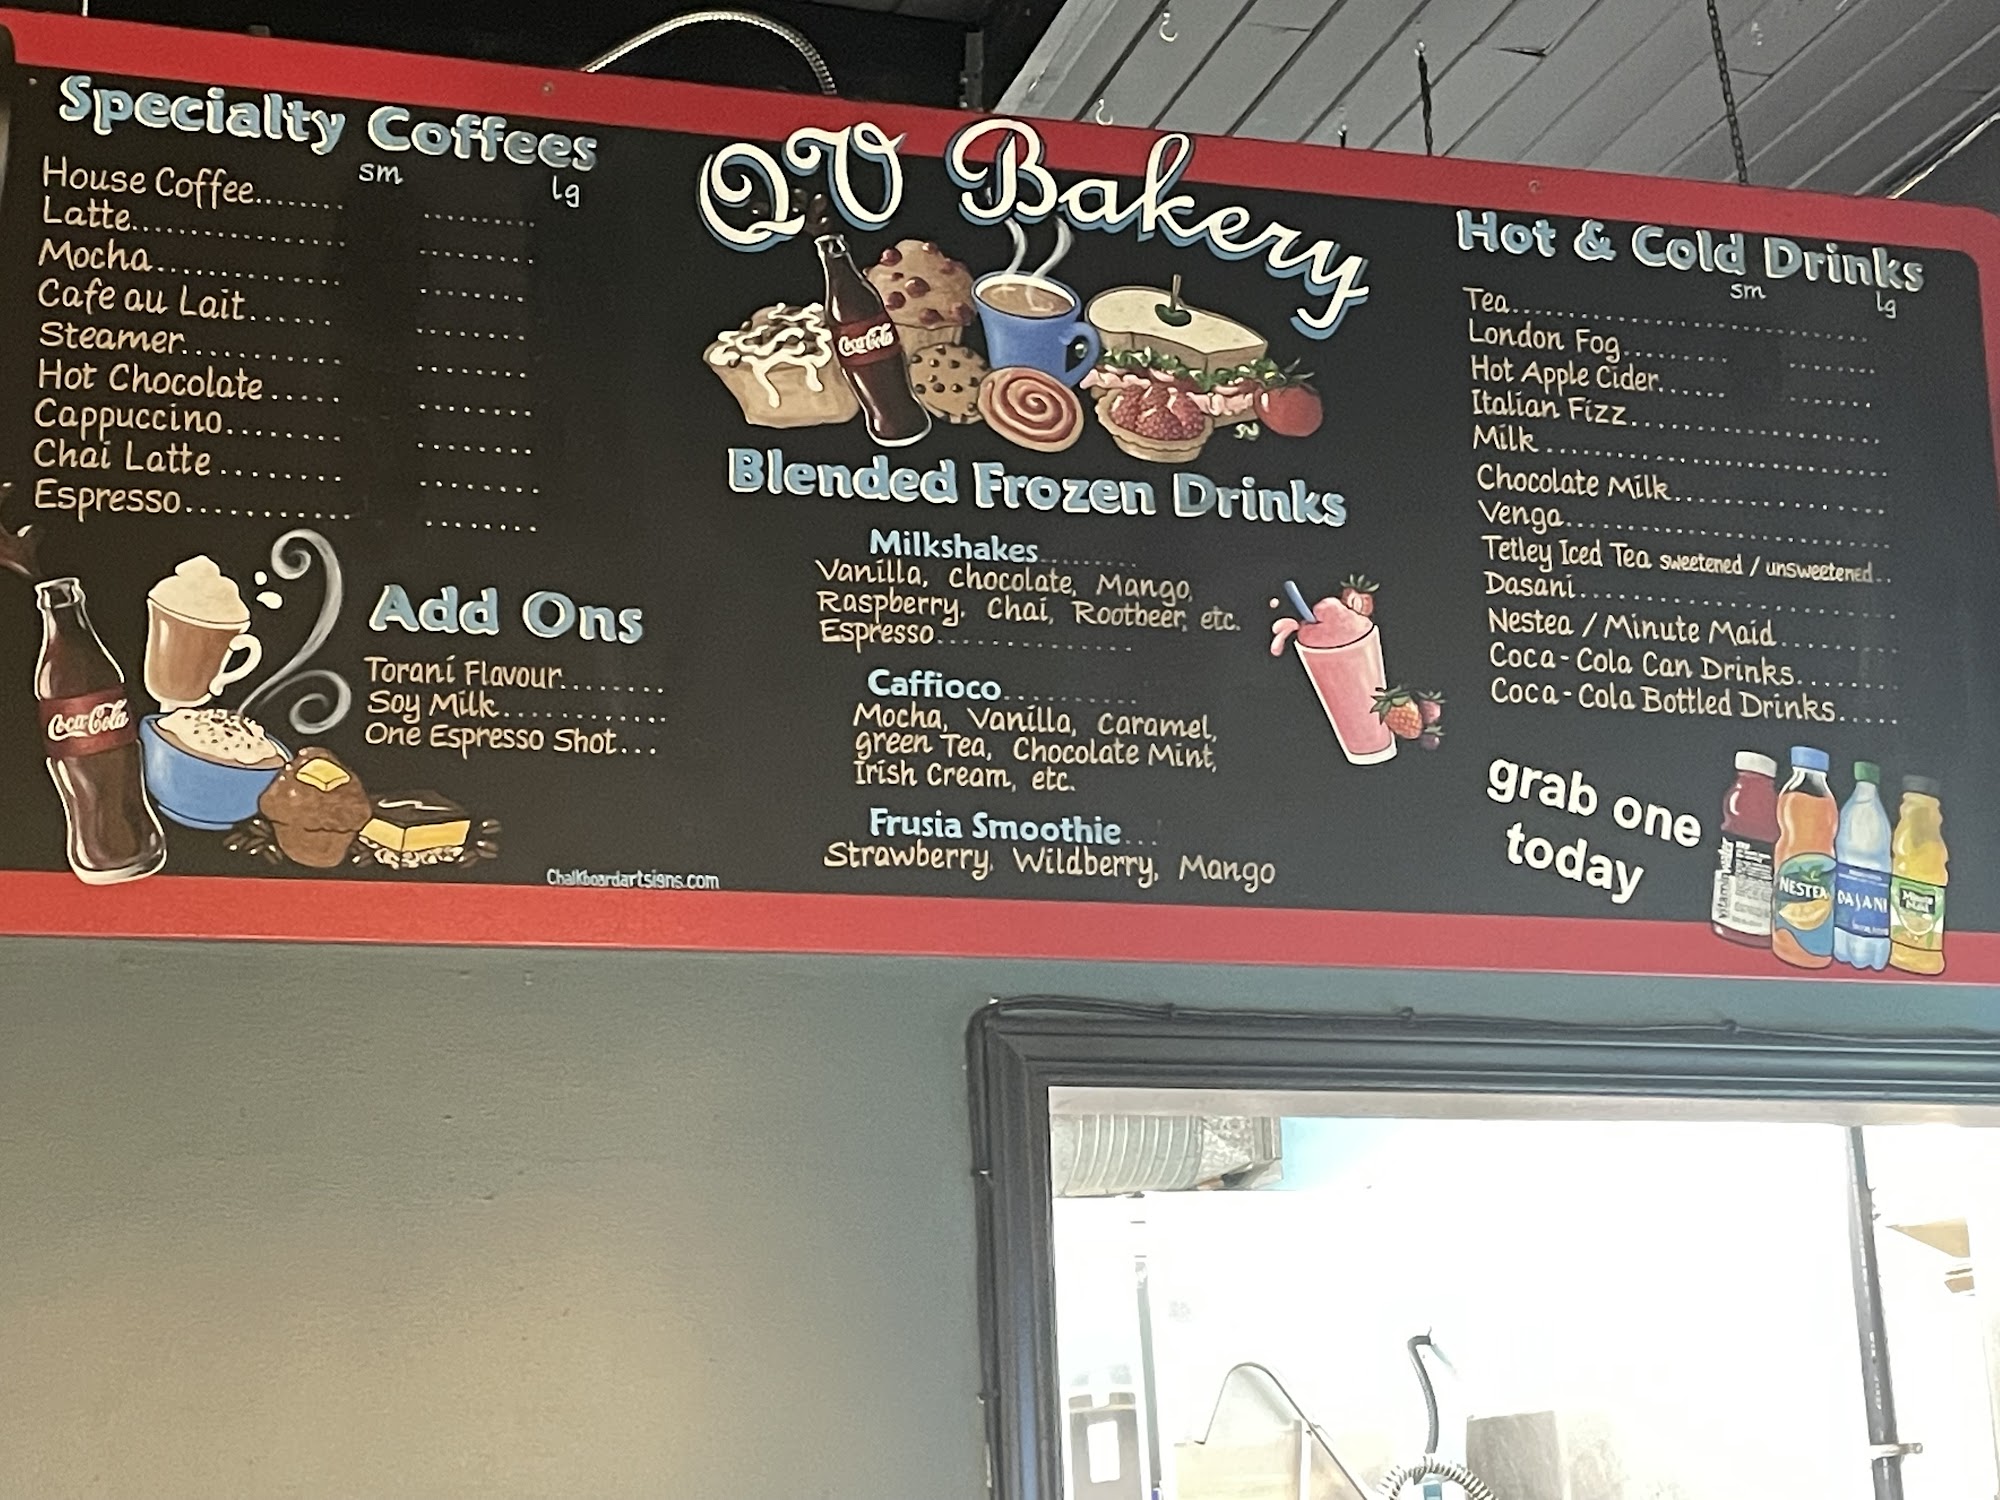 Specialty Coffees
sm lg
House Coffee........ ........
Latte................. ........
Mocha............. ........
Cafe au Lait...... ........
Steamer........... ........
Hot Chocolate..... ........
Cappuccino........ ........
Chai Latte ........ ........
Espresso........... ........
Add Ons
Torani Flavour........
Soy Milk.............
One Espresso Shot...
Coca-Cola
Chalkboardartsigns.com
QV Bakery
Coca-Cola
Blended Frozen Drinks
Milkshakes........
Vanilla, Chocolate, Mango,
Raspberry, Chai, Rootbeer, etc.
Espresso.............
Caffioco...........
Mocha, Vanilla, Caramel,
green Tea, Chocolate Mint,
Irish Cream, etc.
Frusia Smoothie...
Strawberry, Wildberry, Mango
Hot & Cold Drinks
sm lg
Tea..............................
London Fog......... .......
Hot Apple Cider...... .......
Italian Fizz....................
Milk............................
Chocolate Milk.................
Venga..........................
Tetley Iced Tea sweetened / unsweetened..
Dasani.........................
Nestea / Minute Maid.........
Coca-Cola Can Drinks........
Coca-Cola Bottled Drinks.....
grab one
today
vitaminwater
NESTEA
DASANI
Minute
Maid